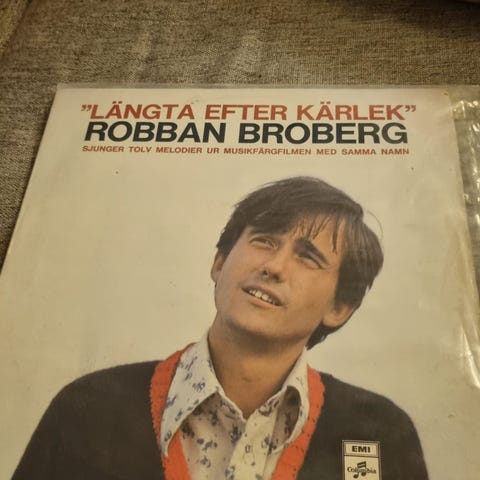 "LÄNGTA EFTER KÄRLEK"
ROBBAN BROBERG
SJUNGER TOLV MELODIER UR MUSIKFÄRGFILMEN MED SAMMA NAMN
EMI
Columbia